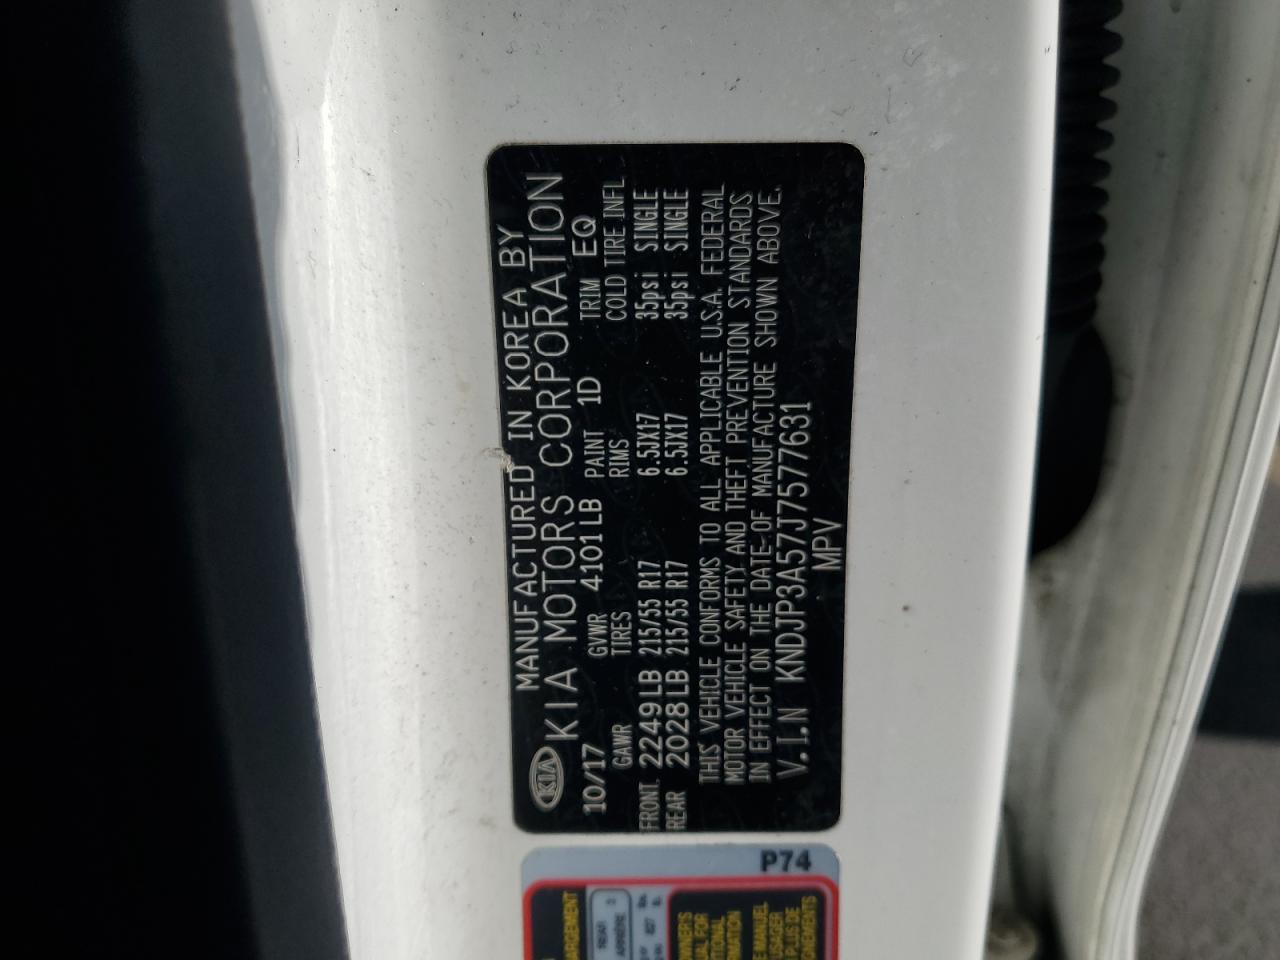 MANUFACTURED IN KOREA BY
KIA KIA MOTORS CORPORATION
10/17 GVWR 4101LB PAINT 1D TRIM EQ
GAWR TIRES RIMS COLD TIRE INFL
FRONT 2249LB 215/55 R17 6.5JX17 35psi SINGLE
REAR 2028LB 215/55 R17 6.5JX17 35psi SINGLE
THIS VEHICLE CONFORMS TO ALL APPLICABLE U.S.A. FEDERAL
MOTOR VEHICLE SAFETY AND THEFT PREVENTION STANDARDS
IN EFFECT ON THE DATE OF MANUFACTURE SHOWN ABOVE.
V.I.N KNDJP3A57J7577631
MPV
P74